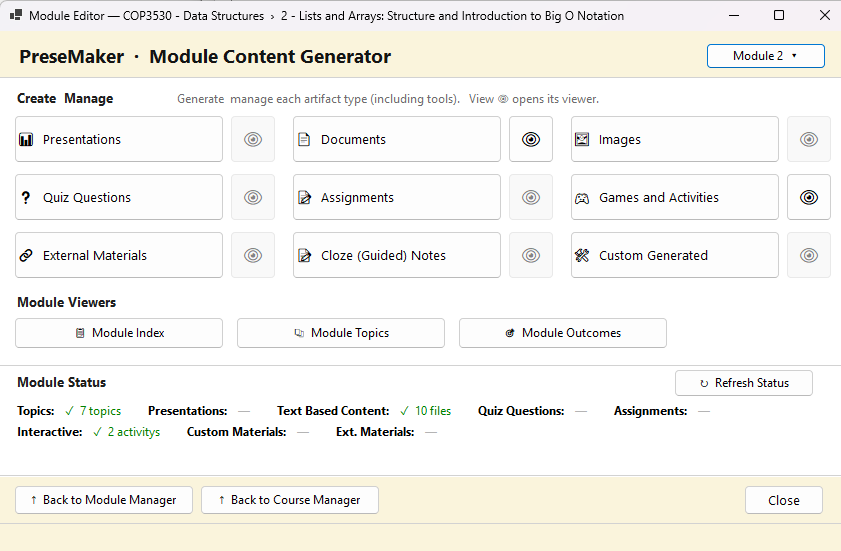 Module Editor — COP3530 - Data Structures › 2 - Lists and Arrays: Structure and Introduction to Big O Notation
PreseMaker · Module Content Generator
Module 2
Create Manage
Generate manage each artifact type (including tools). View 👁 opens its viewer.
Presentations
Documents
Images
Quiz Questions
Assignments
Games and Activities
External Materials
Cloze (Guided) Notes
Custom Generated
Module Viewers
Module Index
Module Topics
Module Outcomes
Module Status
Refresh Status
Topics: ✓ 7 topics Presentations: — Text Based Content: ✓ 10 files Quiz Questions: — Assignments: —
Interactive: ✓ 2 activitys Custom Materials: — Ext. Materials: —
↑ Back to Module Manager
↑ Back to Course Manager
Close